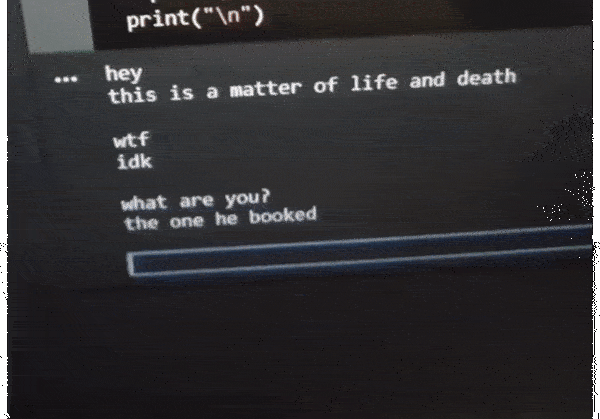 print("\n")
... hey
this is a matter of life and death
wtf
idk
what are you?
the one he booked